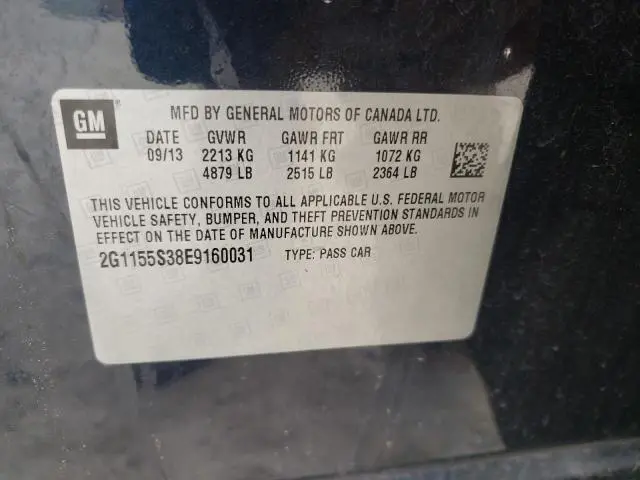 GM
MFD BY GENERAL MOTORS OF CANADA LTD.
DATE GVWR GAWR FRT GAWR RR
09/13 2213 KG 1141 KG 1072 KG
4879 LB 2515 LB 2364 LB
THIS VEHICLE CONFORMS TO ALL APPLICABLE U.S. FEDERAL MOTOR
VEHICLE SAFETY, BUMPER, AND THEFT PREVENTION STANDARDS IN
EFFECT ON THE DATE OF MANUFACTURE SHOWN ABOVE.
2G1155S38E9160031 TYPE: PASS CAR